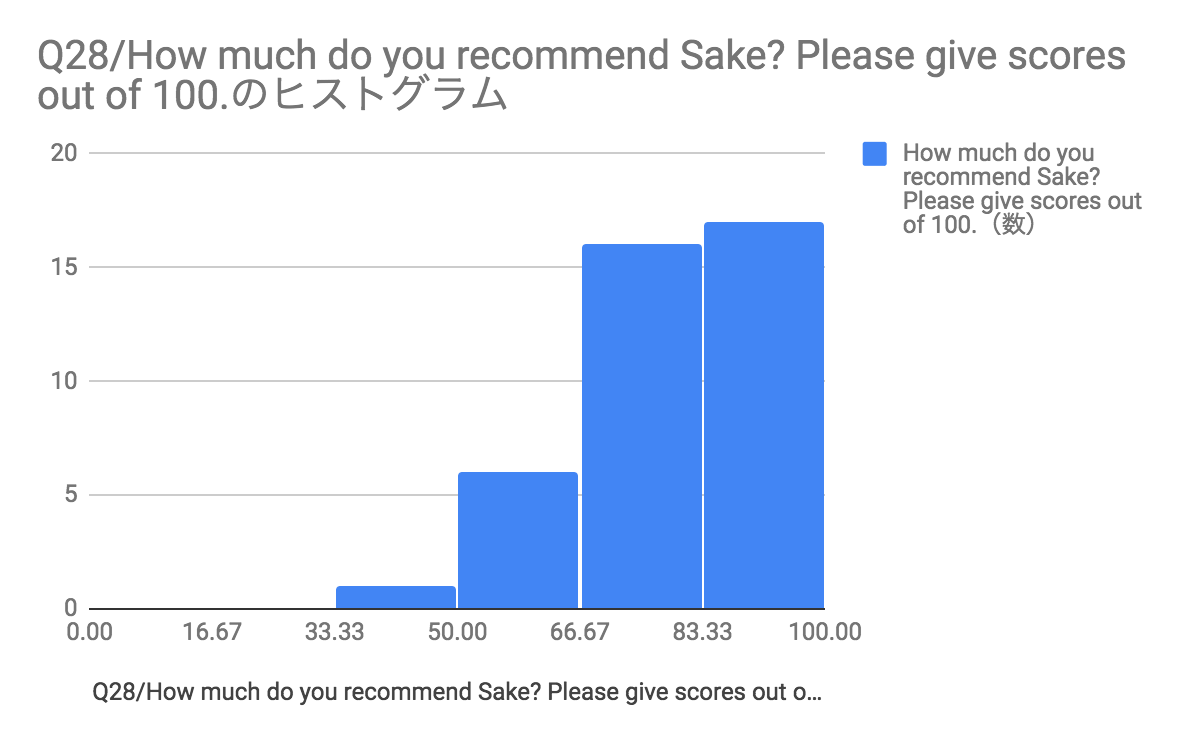 Q28/How much do you recommend Sake? Please give scores
out of 100.のヒストグラム
20
15
10
5
0
0.00 16.67 33.33 50.00 66.67 83.33 100.00
Q28/How much do you recommend Sake? Please give scores out o...
How much do you
recommend Sake?
Please give scores out
of 100.（数）